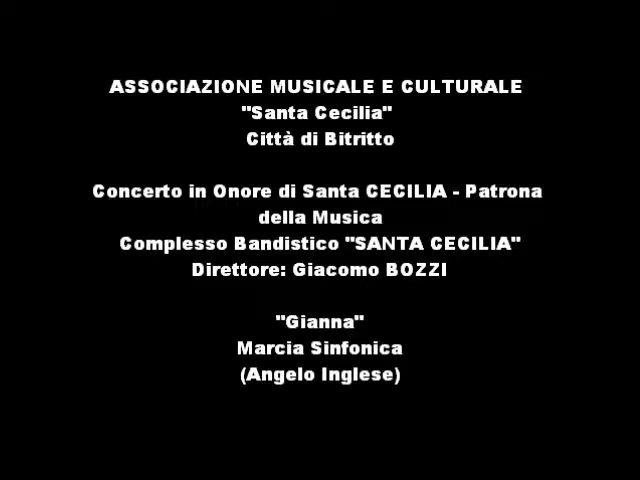 ASSOCIAZIONE MUSICALE E CULTURALE
"Santa Cecilia"
Città di Bitritto
Concerto in Onore di Santa CECILIA - Patrona
della Musica
Complesso Bandistico "SANTA CECILIA"
Direttore: Giacomo BOZZI
"Gianna"
Marcia Sinfonica
(Angelo Inglese)